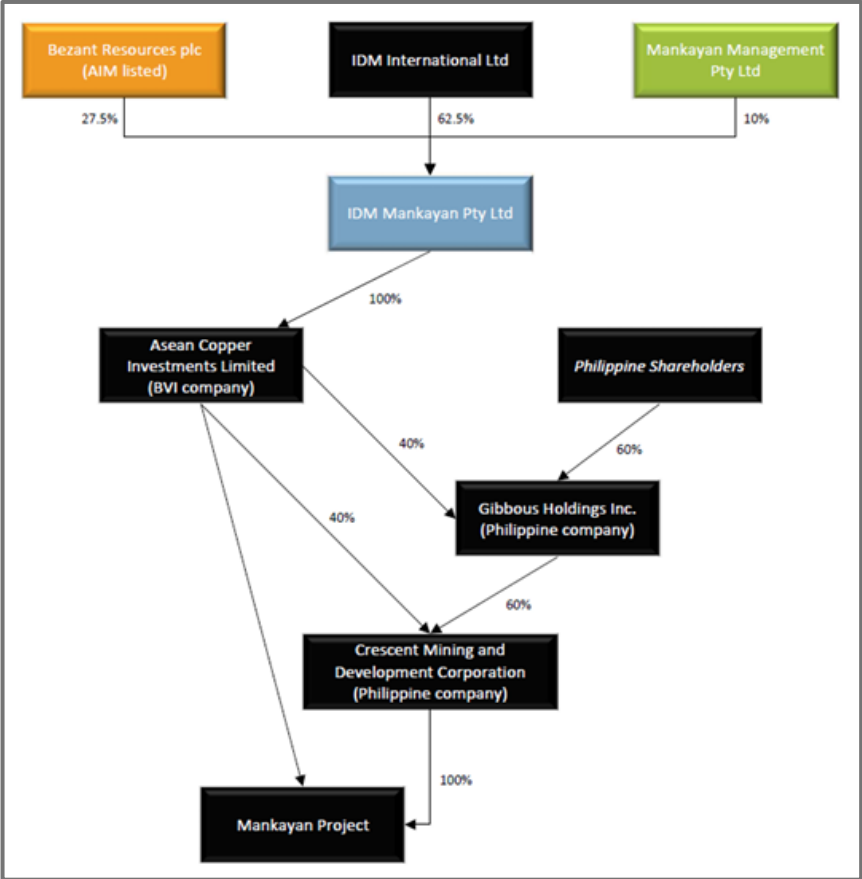 Bezant Resources plc
(AIM listed)
IDM International Ltd
Mankayan Management
Pty Ltd
27.5%
62.5%
10%
IDM Mankayan Pty Ltd
100%
Asean Copper
Investments Limited
(BVI company)
Philippine Shareholders
40%
60%
Gibbous Holdings Inc.
(Philippine company)
40%
60%
Crescent Mining and
Development Corporation
(Philippine company)
100%
Mankayan Project